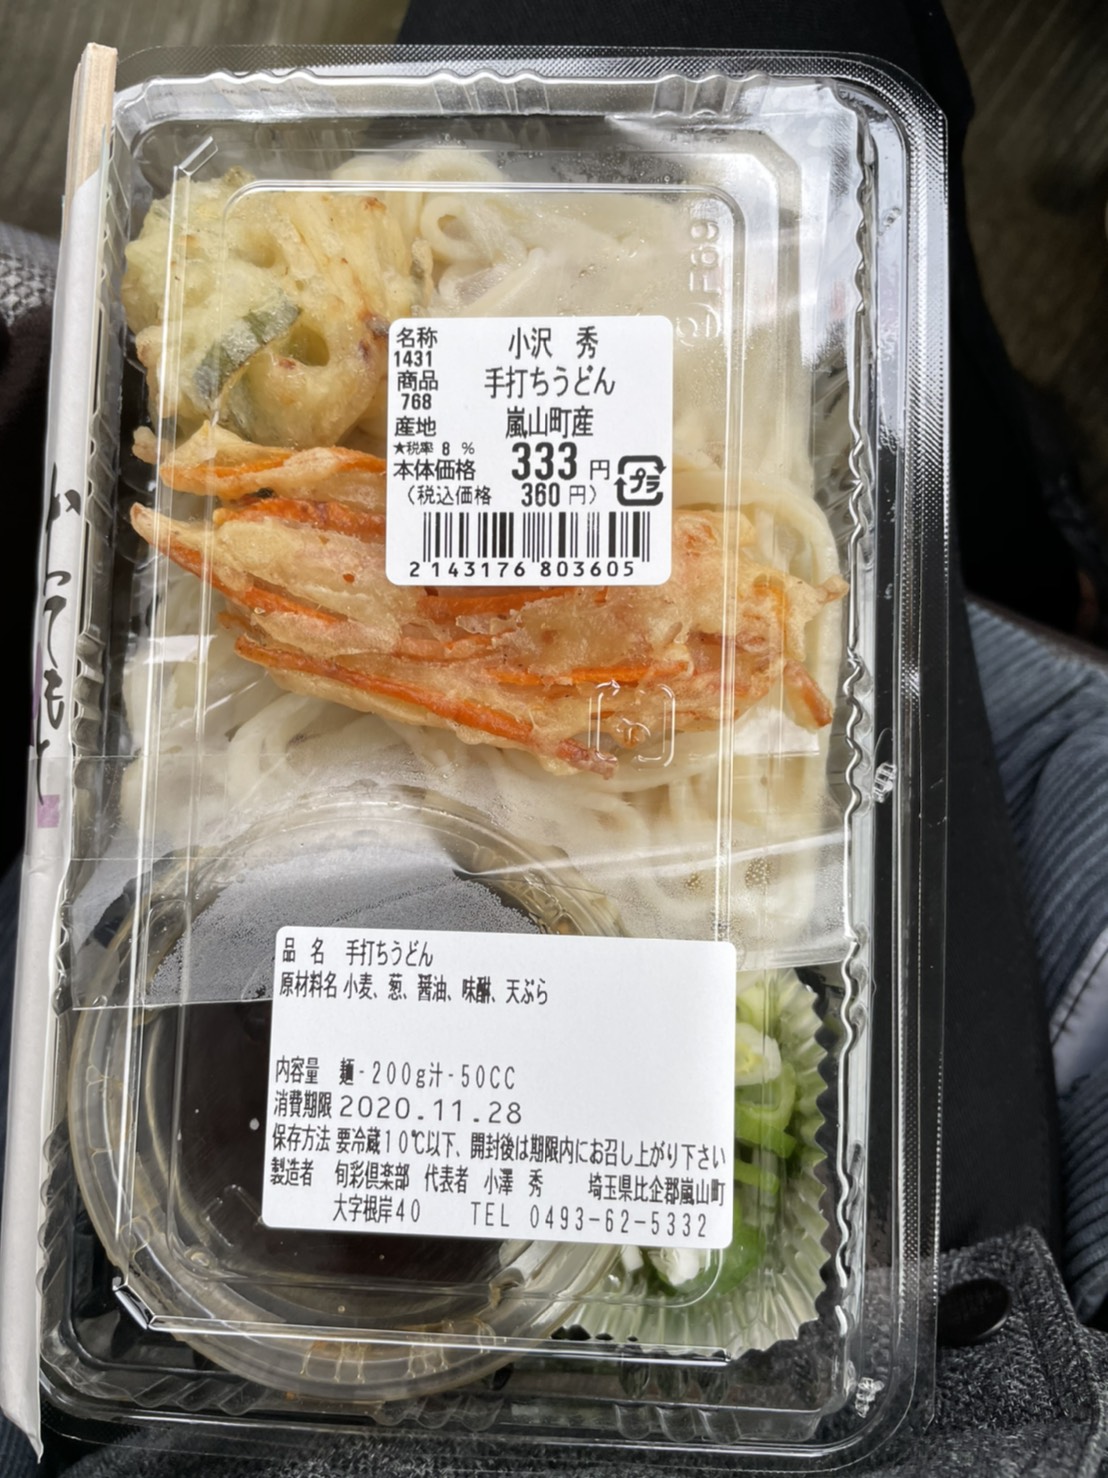 名称 小沢 秀
1431
商品 手打ちうどん
768
産地 嵐山町産
★税率 8 %
本体価格 333 円
(税込価格 360 円)
プラ
2 143176 803605
品名 手打ちうどん
原材料名 小麦、葱、醤油、味醂、天ぷら
内容量 麺-200g汁-50CC
消費期限 2020.11.28
保存方法 要冷蔵10℃以下、開封後は期限内にお召し上がり下さい
製造者 旬彩倶楽部 代表者 小澤 秀 埼玉県比企郡嵐山町
大字根岸40 TEL 0493-62-5332